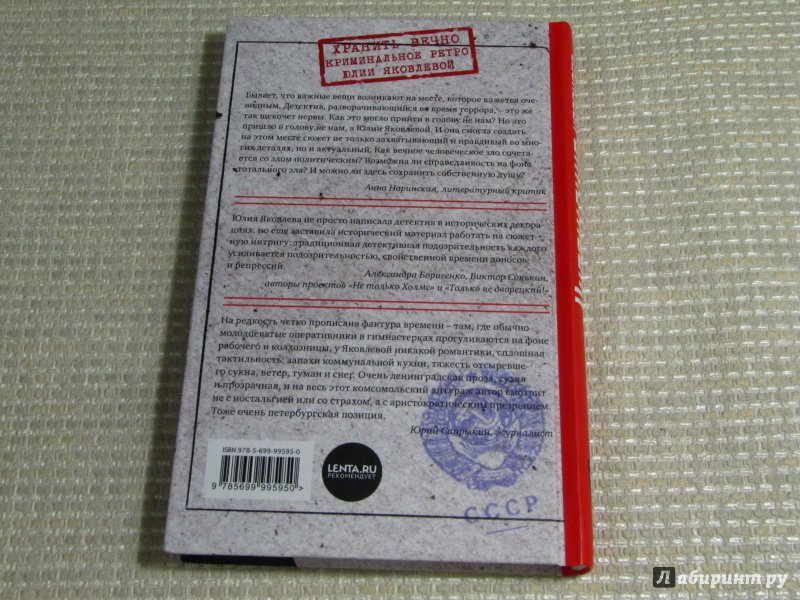 ХРАНИТЬ ВЕЧНО.
КРИМИНАЛЬНОЕ РЕТРО
ЮЛИИ ЯКОВЛЕВОЙ
Бывает, что важные вещи возникают на месте, которое кажется оче-
видным. Детектив, разворачивающийся во время террора, – это же
так щекочет нервы. Как это могло прийти в голову не нам? Но это
пришло в голову не нам, а Юлии Яковлевой. И она смогла создать
на этом месте сюжет не только захватывающий и правдивый во мно-
гих деталях, но и актуальный. Как вечное человеческое зло сочета-
ется со злом политическим? Возможна ли справедливость на фоне
тотального зла? И можно ли здесь сохранить собственную душу?
Анна Наринская, литературный критик
Юлия Яковлева не просто написала детектив в исторических декора-
циях, но еще заставила исторический материал работать на сюжет-
ную интригу: традиционная детективная подозрительность каждого
усиливается подозрительностью, свойственной времени доносов
и репрессий.
Александра Борисенко, Виктор Сонькин,
авторы проектов «Не только Холмс» и «Только не дворецкий!»
На редкость четко прописана фактура времени – там, где обычно
молодцеватые оперативники в гимнастерках прогуливаются на фоне
рабочего и колхозницы, у Яковлевой никакой романтики, сплошная
тактильность: запахи коммунальной кухни, тяжесть отсыревше-
го сукна, ветер, туман и снег. Очень ленинградская проза, сухая
и прозрачная, и на весь этот комсомольский антураж автор смотрит
не с ностальгией или со страхом, а с аристократическим презрением.
Тоже очень петербургская позиция.
Юрий Сапрыкин, журналист
ISBN 978-5-699-99595-0
9 785699 995950 >
LENTA.RU
РЕКОМЕНДУЕТ
СССР
Лабиринт.ру